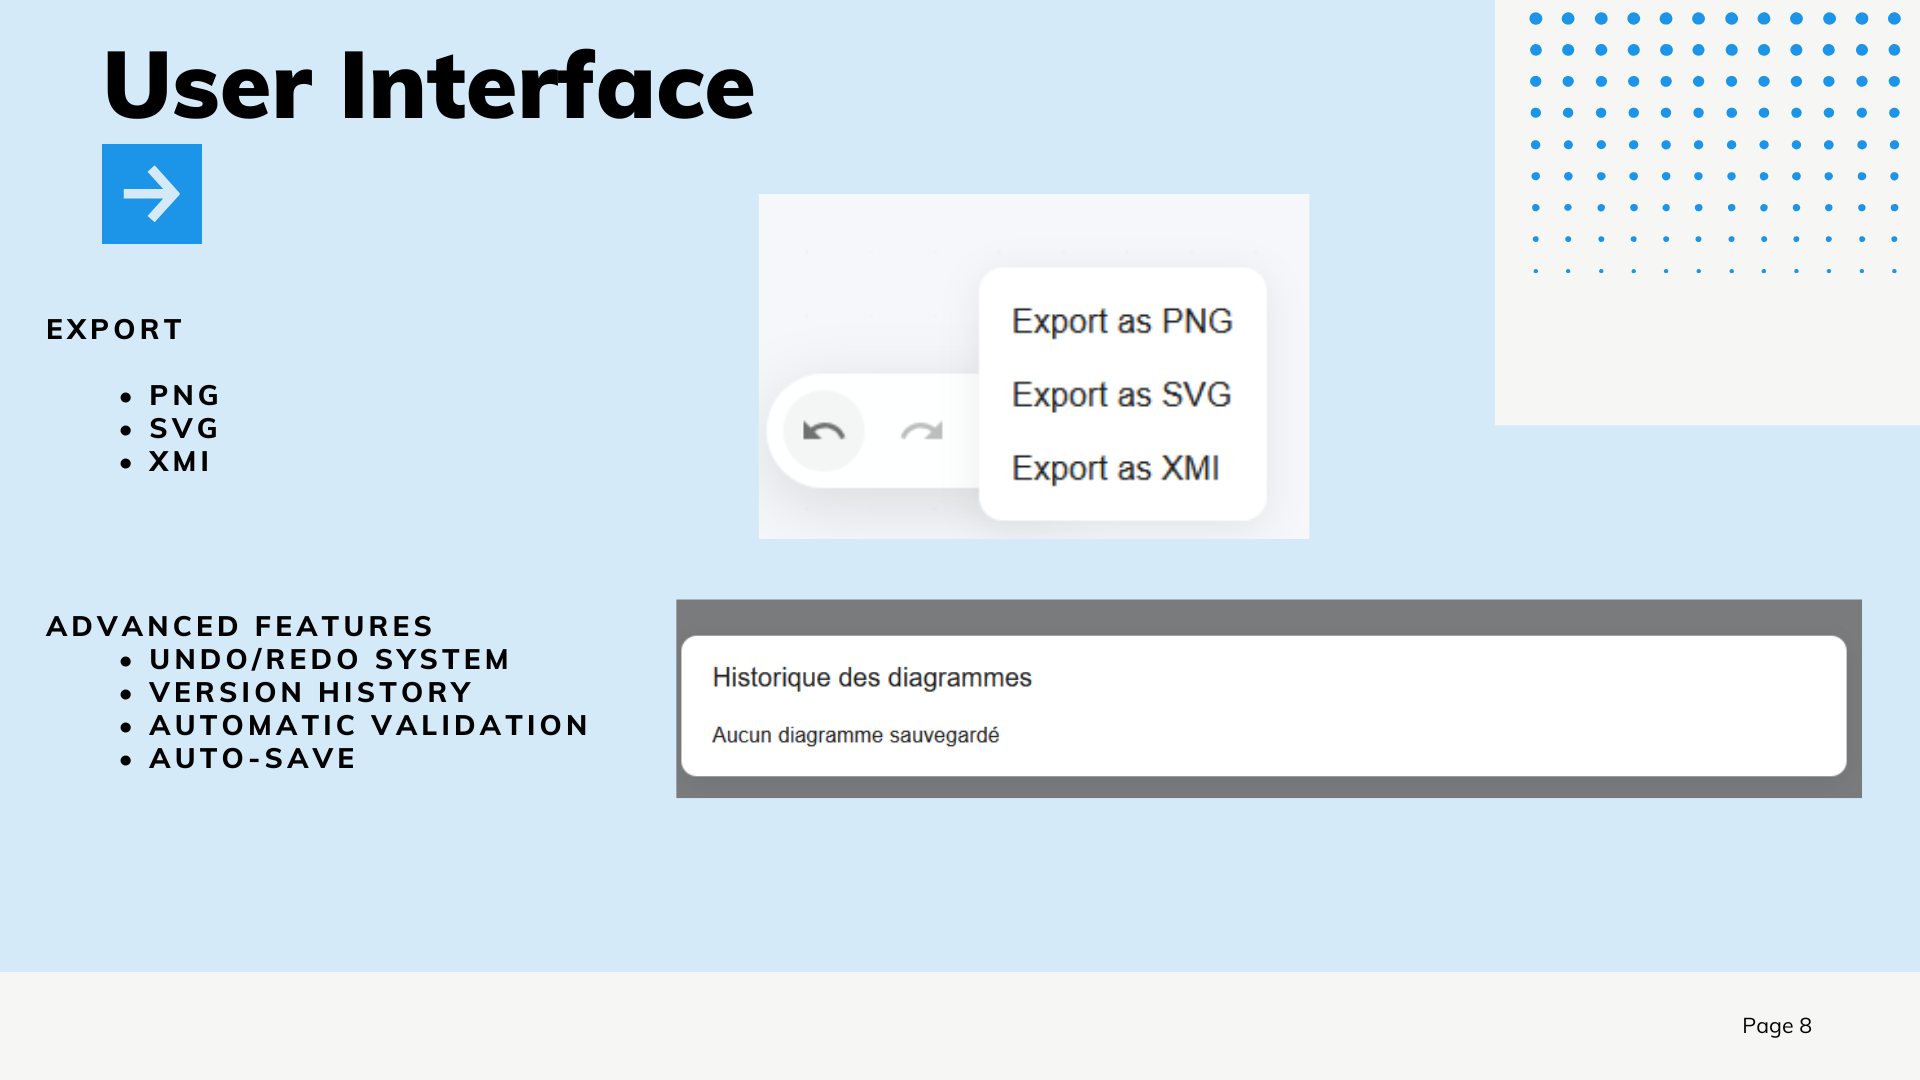 User Interface
EXPORT
• PNG
• SVG
• XMI
Export as PNG
Export as SVG
Export as XMI
ADVANCED FEATURES
• UNDO/REDO SYSTEM
• VERSION HISTORY
• AUTOMATIC VALIDATION
• AUTO-SAVE
Historique des diagrammes
Aucun diagramme sauvegardé
Page 8